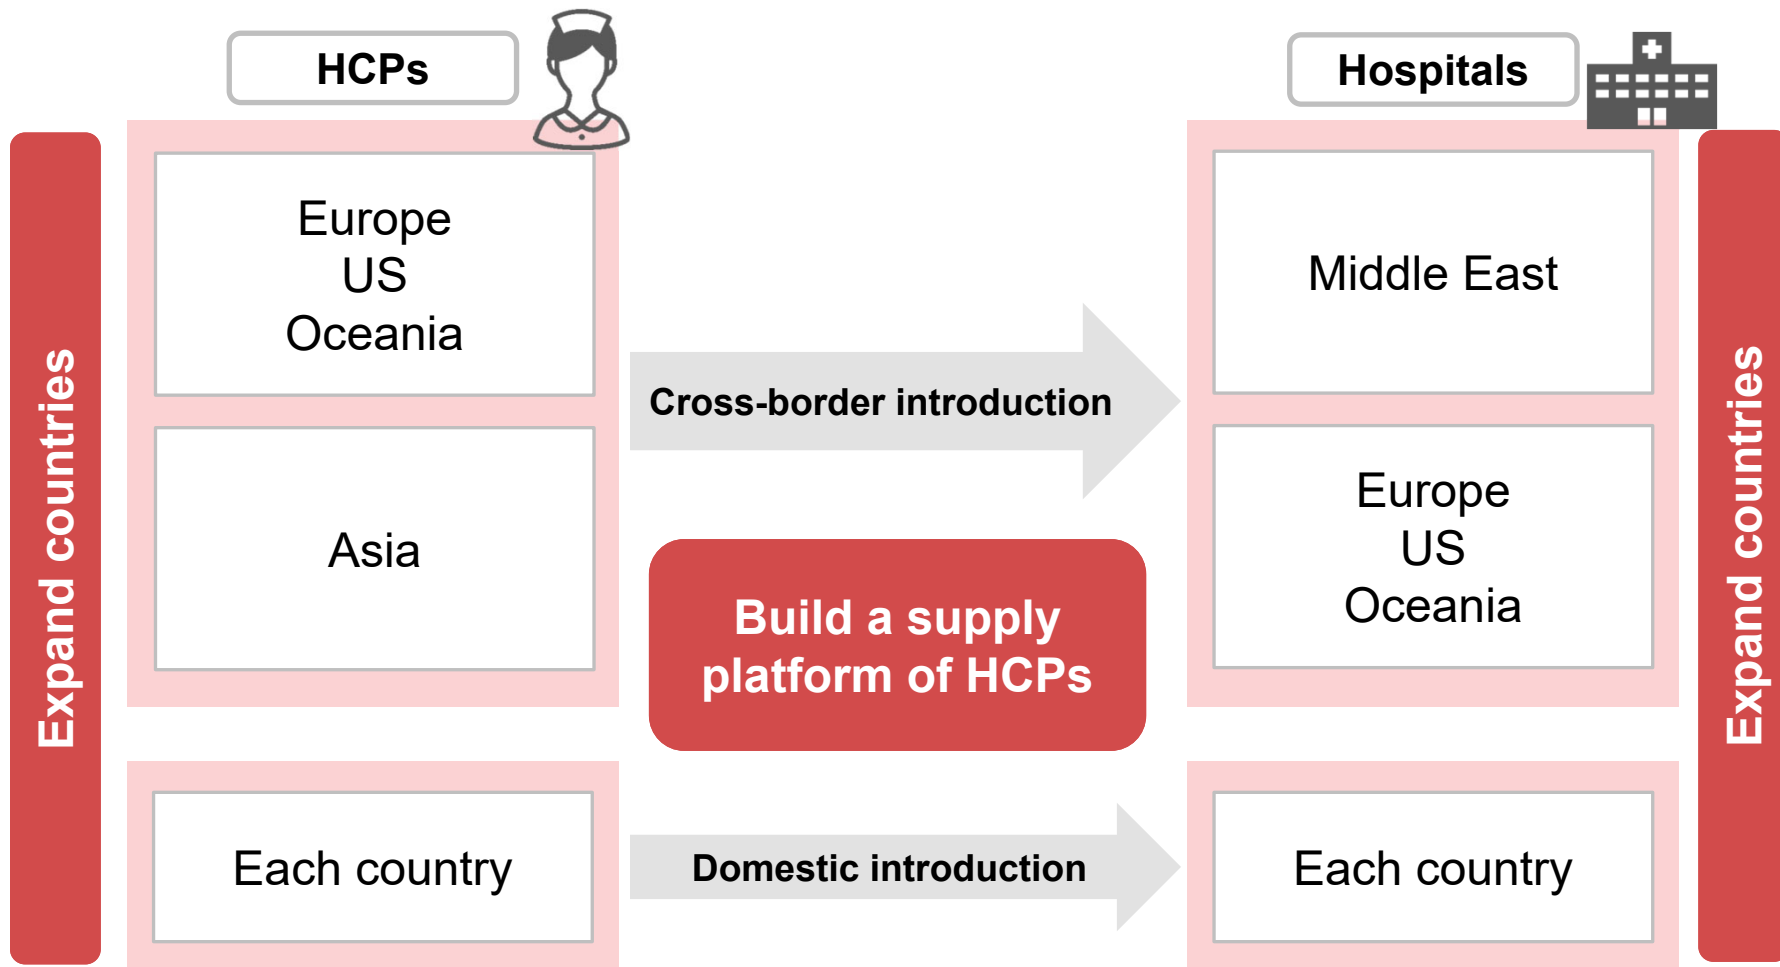 HCPs
Hospitals
Expand countries
Europe
US
Oceania
Asia
Each country
Cross-border introduction
Build a supply
platform of HCPs
Domestic introduction
Middle East
Europe
US
Oceania
Each country
Expand countries